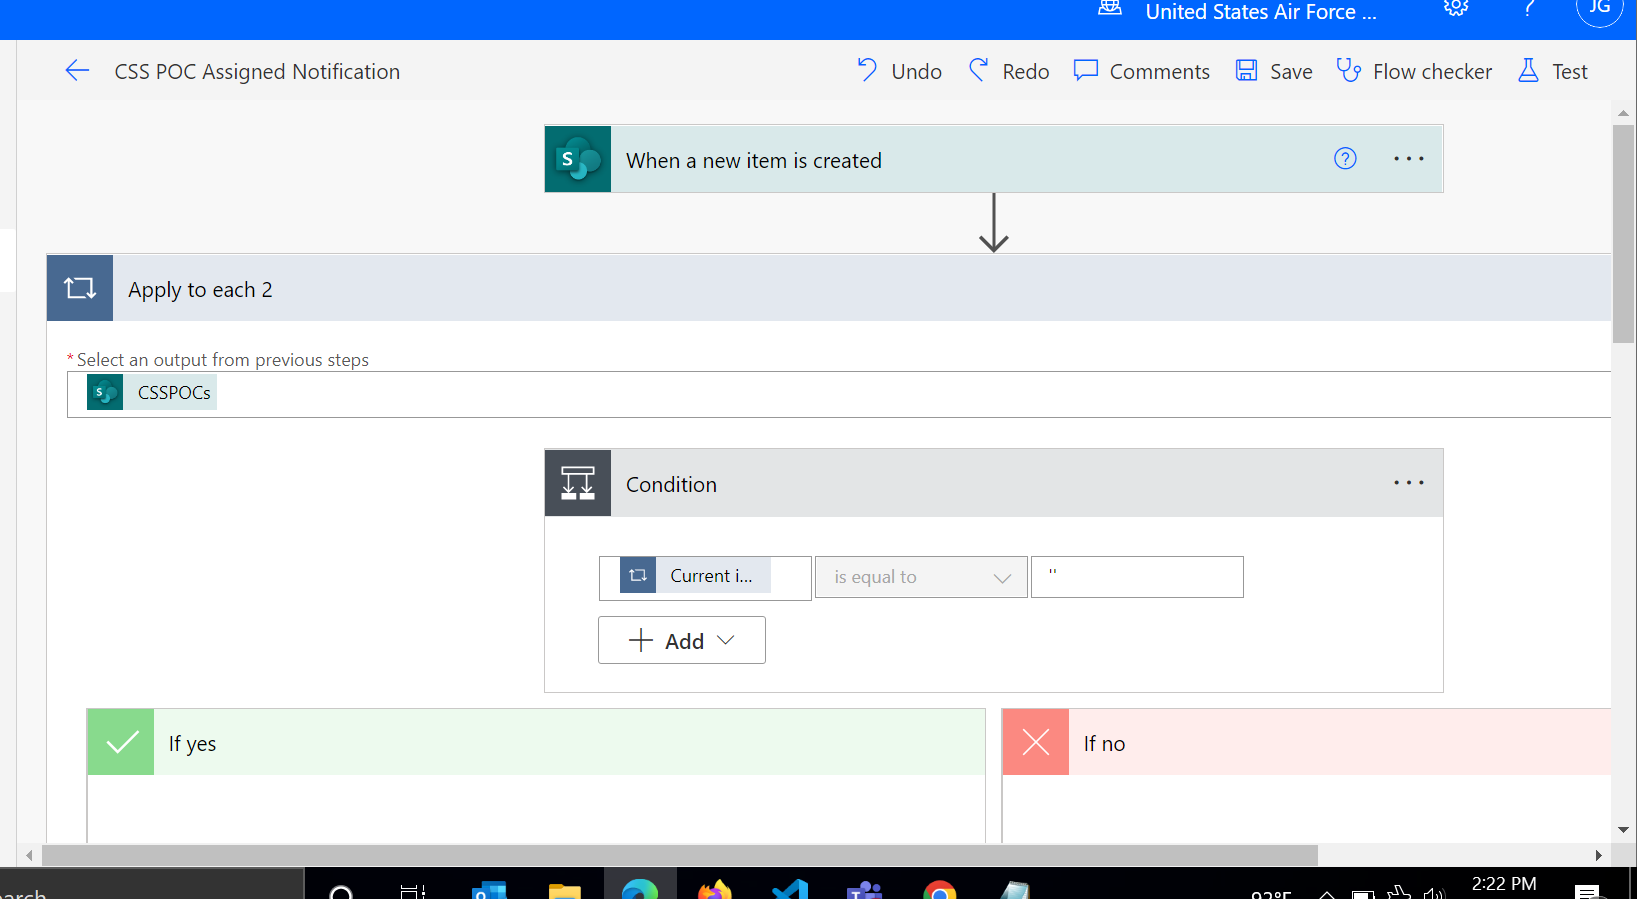 United States Air Force ...
?
JG
CSS POC Assigned Notification
Undo
Redo
Comments
Save
Flow checker
Test
S
When a new item is created
?
...
Apply to each 2
* Select an output from previous steps
S
CSSPOCs
Condition
...
Current i...
is equal to
''
Add
If yes
If no
arch
2:22 PM